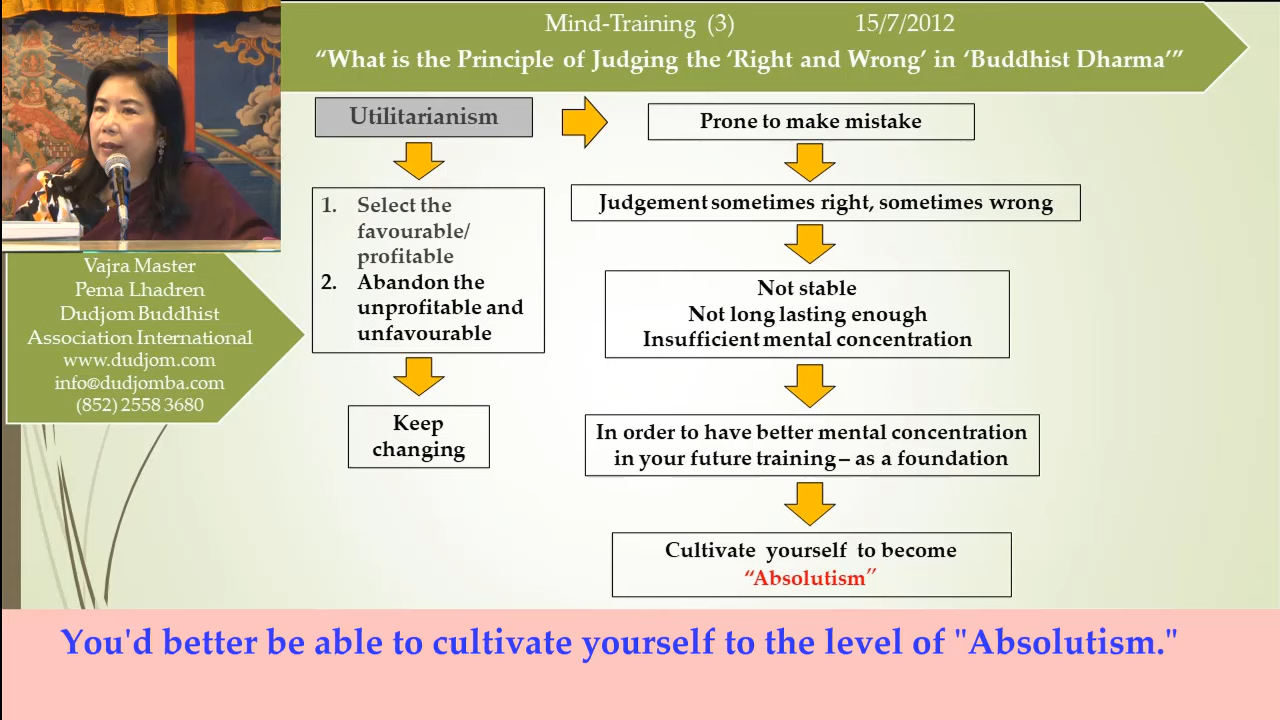 Mind-Training (3) 15/7/2012
“What is the Principle of Judging the ‘Right and Wrong’ in ‘Buddhist Dharma’”
Utilitarianism
1. Select the
favourable/
profitable
2. Abandon the
unprofitable and
unfavourable
Keep
changing
Prone to make mistake
Judgement sometimes right, sometimes wrong
Not stable
Not long lasting enough
Insufficient mental concentration
In order to have better mental concentration
in your future training – as a foundation
Cultivate yourself to become
“Absolutism”
Vajra Master
Pema Lhadren
Dudjom Buddhist
Association International
www.dudjom.com
info@dudjomba.com
(852) 2558 3680
You'd better be able to cultivate yourself to the level of "Absolutism."